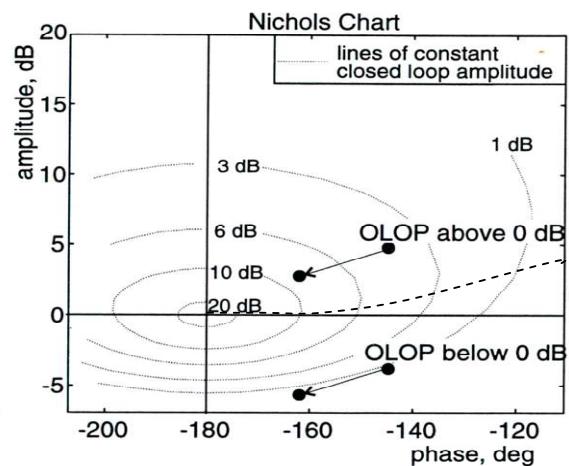 Nichols Chart
20
15
10
5
0
-5
amplitude, dB
lines of constant
closed loop amplitude
1 dB
3 dB
6 dB
10 dB
20 dB
OLOP above 0 dB
OLOP below 0 dB
-200
-180
-160
-140
-120
phase, deg